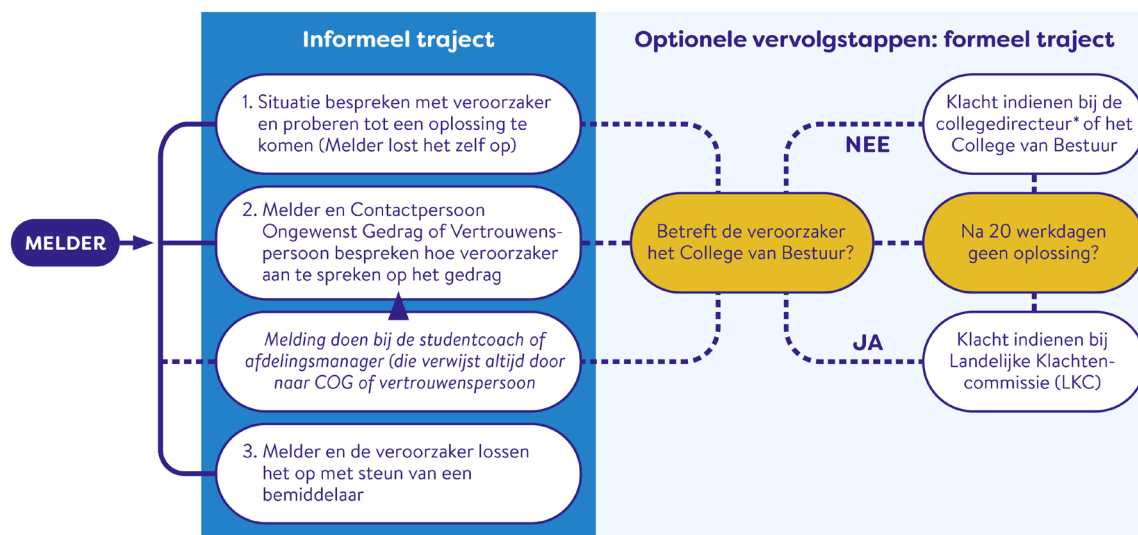 Informeel traject
Optionele vervolgstappen: formeel traject
MELDER
1. Situatie bespreken met veroorzaker
en proberen tot een oplossing te
komen (Melder lost het zelf op)
2. Melder en Contactpersoon
Ongewenst Gedrag of Vertrouwens-
persoon bespreken hoe veroorzaker
aan te spreken op het gedrag
Melding doen bij de studentcoach of
afdelingsmanager (die verwijst altijd door
naar COG of vertrouwenspersoon
3. Melder en de veroorzaker lossen
het op met steun van een
bemiddelaar
Betreft de veroorzaker
het College van Bestuur?
NEE
Klacht indienen bij de
collegedirecteur* of het
College van Bestuur
Na 20 werkdagen
geen oplossing?
JA
Klacht indienen bij
Landelijke Klachten-
commissie (LKC)